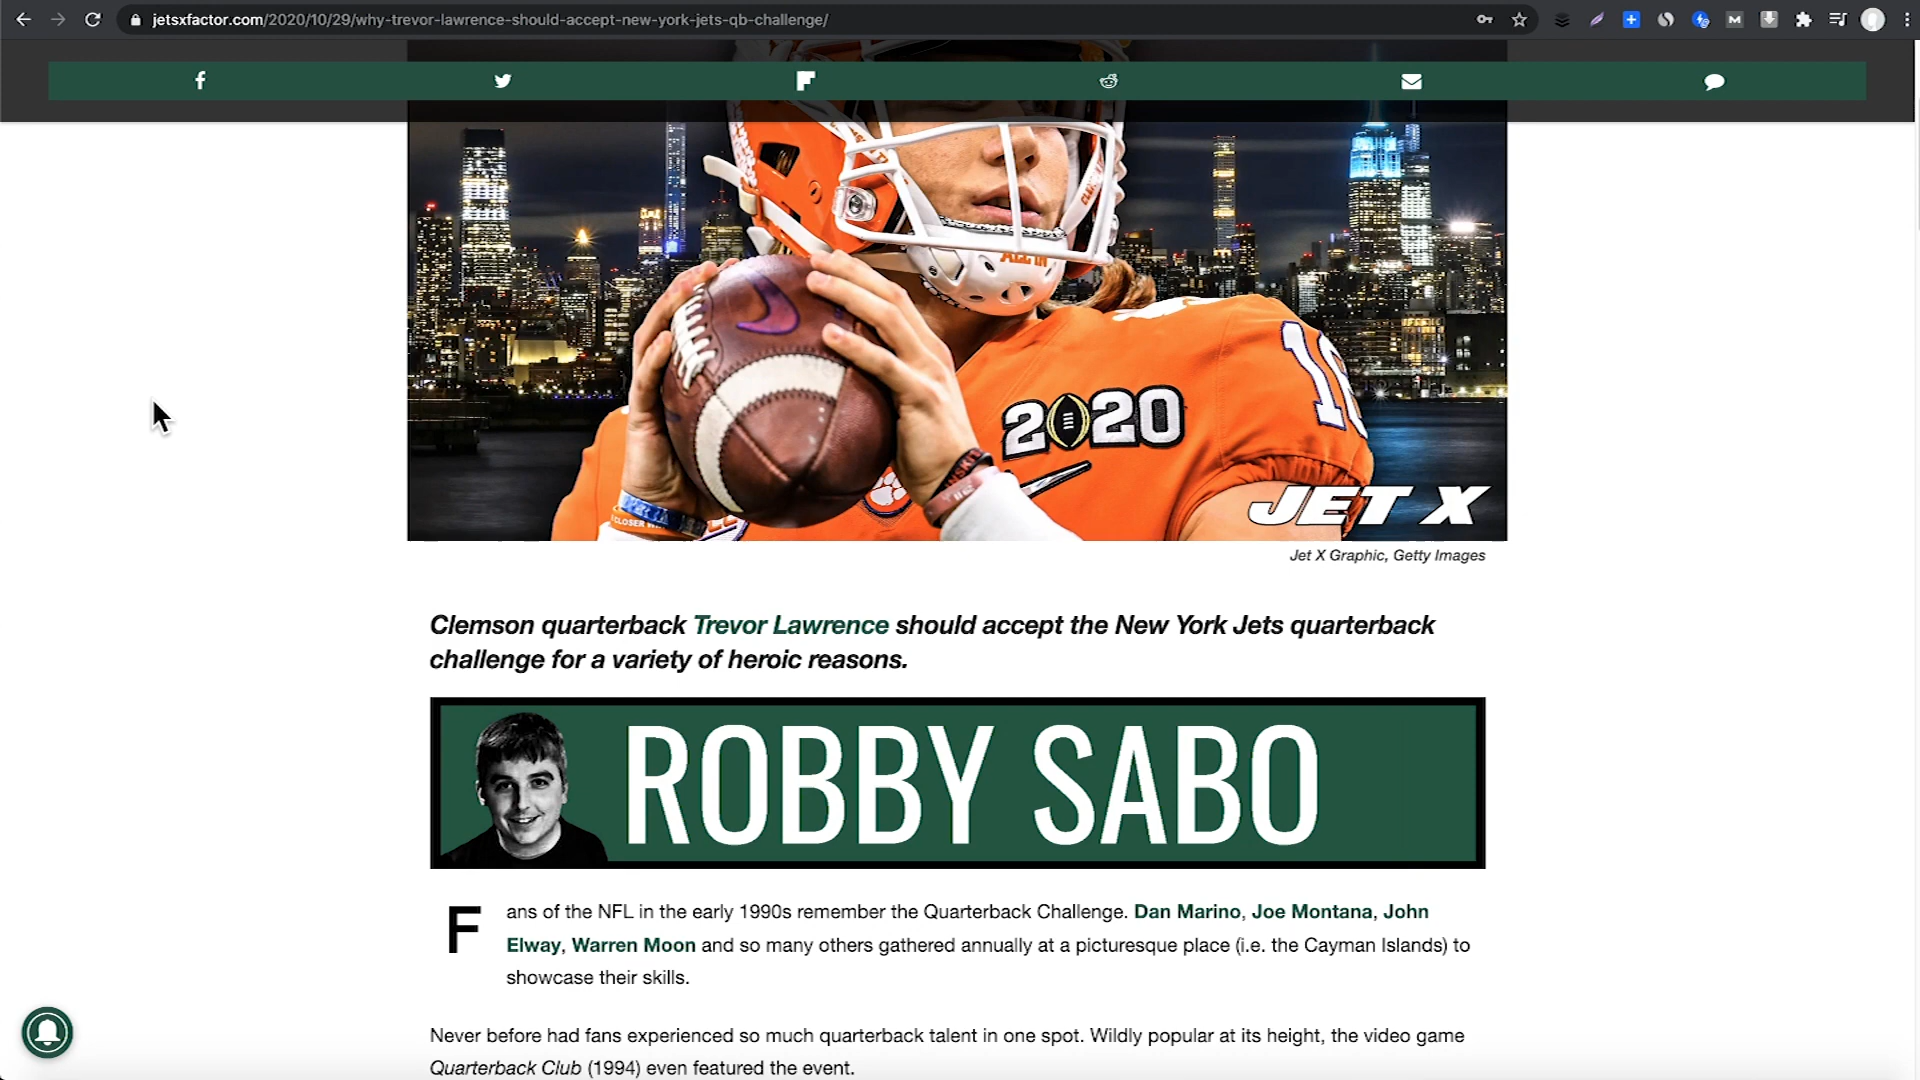 jetsxfactor.com/2020/10/29/why-trevor-lawrence-should-accept-new-york-jets-qb-challenge/
ALL IN
2020
16
JET X
Jet X Graphic, Getty Images
Clemson quarterback Trevor Lawrence should accept the New York Jets quarterback
challenge for a variety of heroic reasons.
ROBBY SABO
Fans of the NFL in the early 1990s remember the Quarterback Challenge. Dan Marino, Joe Montana, John
Elway, Warren Moon and so many others gathered annually at a picturesque place (i.e. the Cayman Islands) to
showcase their skills.
Never before had fans experienced so much quarterback talent in one spot. Wildly popular at its height, the video game
Quarterback Club (1994) even featured the event.